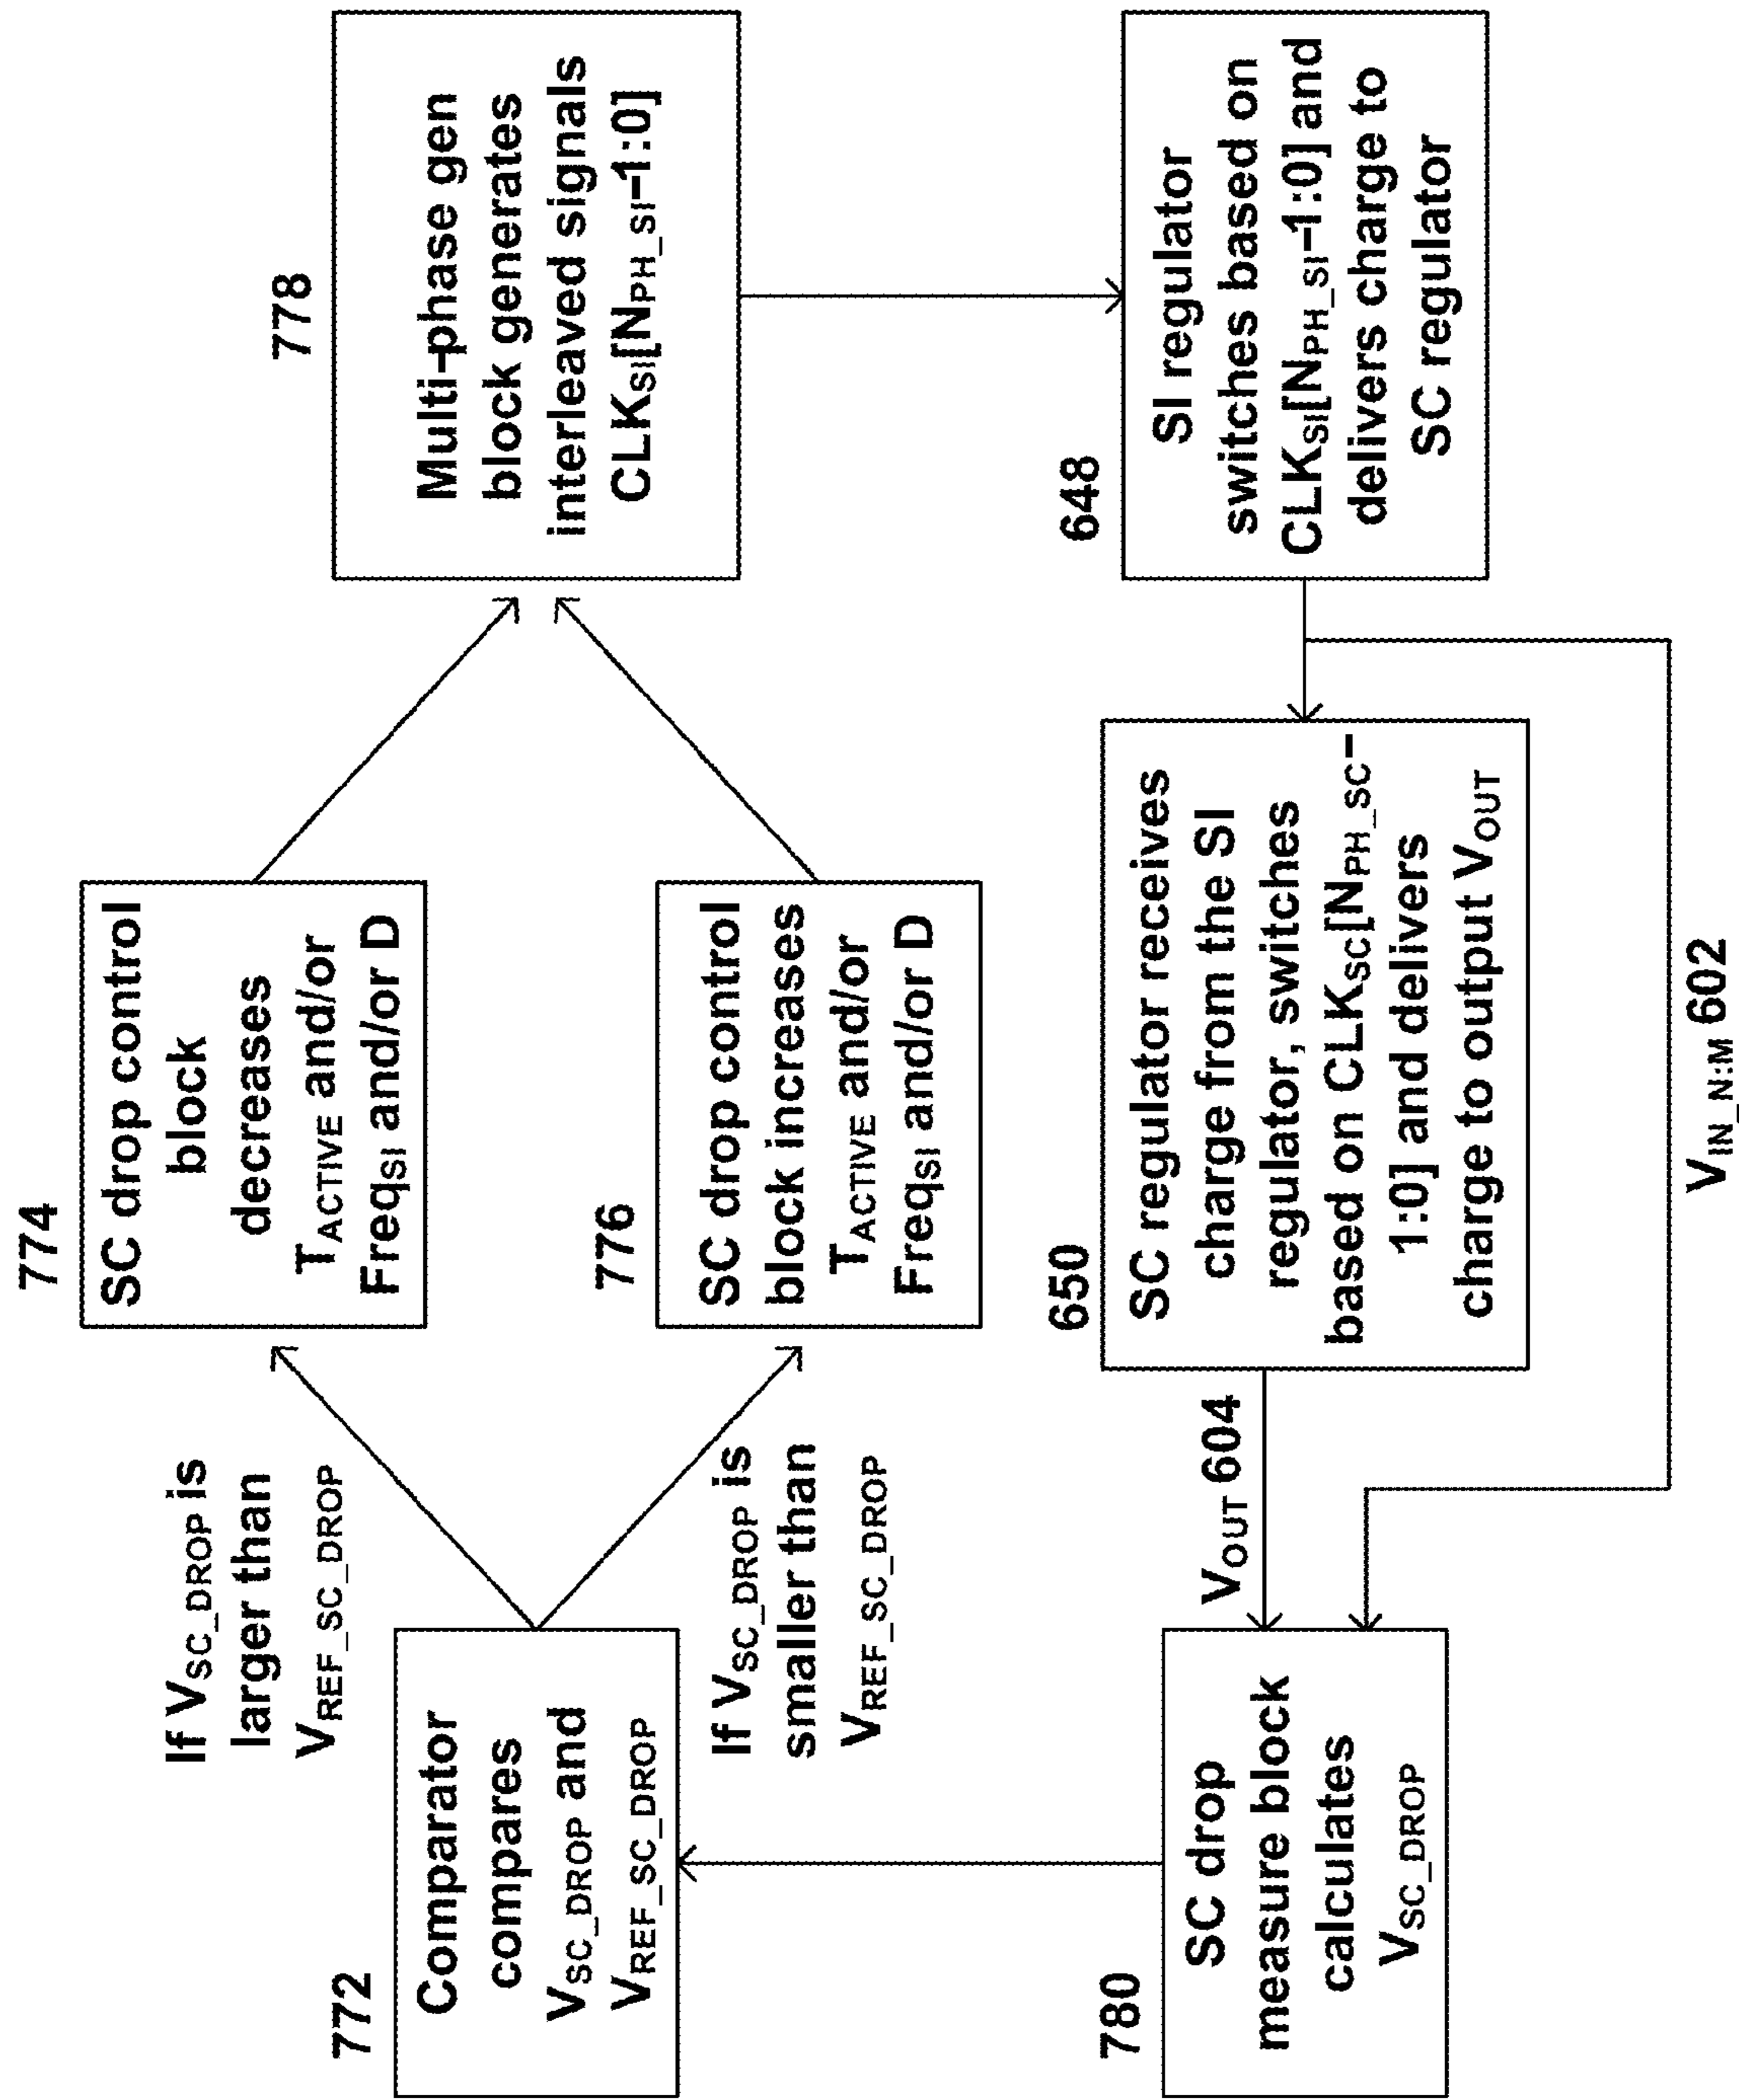 772
Comparator
compares
VSC_DROP and
VREF_SC_DROP
If VSC_DROP is
larger than
VREF_SC_DROP
If VSC_DROP is
smaller than
VREF_SC_DROP
774
SC drop control
block
decreases
TACTIVE and/or
FreqSI and/or D
776
SC drop control
block increases
TACTIVE and/or
FreqSI and/or D
778
Multi-phase gen
block generates
interleaved signals
CLKSI[NPH_SI-1:0]
648
SI regulator
switches based on
CLKSI[NPH_SI-1:0] and
delivers charge to
SC regulator
650
SC regulator receives
charge from the SI
regulator, switches
based on CLKSC[NPH_SC-
1:0] and delivers
charge to output VOUT
VOUT 604
VIN_N:M 602
780
SC drop
measure block
calculates
VSC_DROP